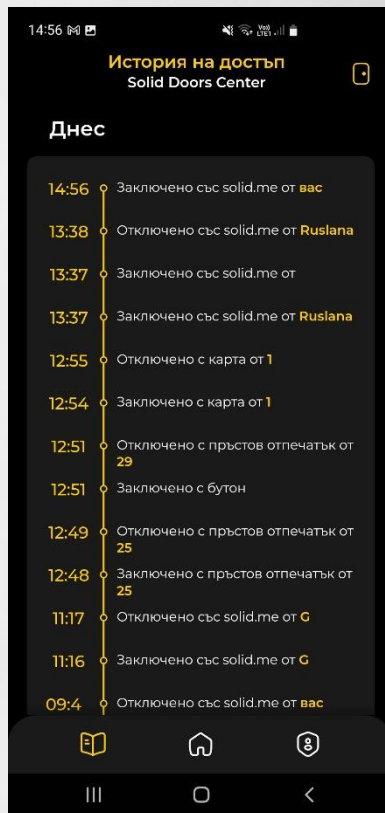 14:56
Vo))
LTE1
История на достъп
Solid Doors Center
Днес
14:56 Заключено със solid.me от вас
13:38 Отключено със solid.me от Ruslana
13:37 Заключено със solid.me от
13:37 Заключено със solid.me от Ruslana
12:55 Отключено с карта от 1
12:54 Заключено с карта от 1
12:51 Отключено с пръстов отпечатък от
29
12:51 Заключено с бутон
12:49 Отключено с пръстов отпечатък от
25
12:48 Заключено с пръстов отпечатък от
25
11:17 Отключено със solid.me от G
11:16 Заключено със solid.me от G
09:4 Отключено със solid.me от вас